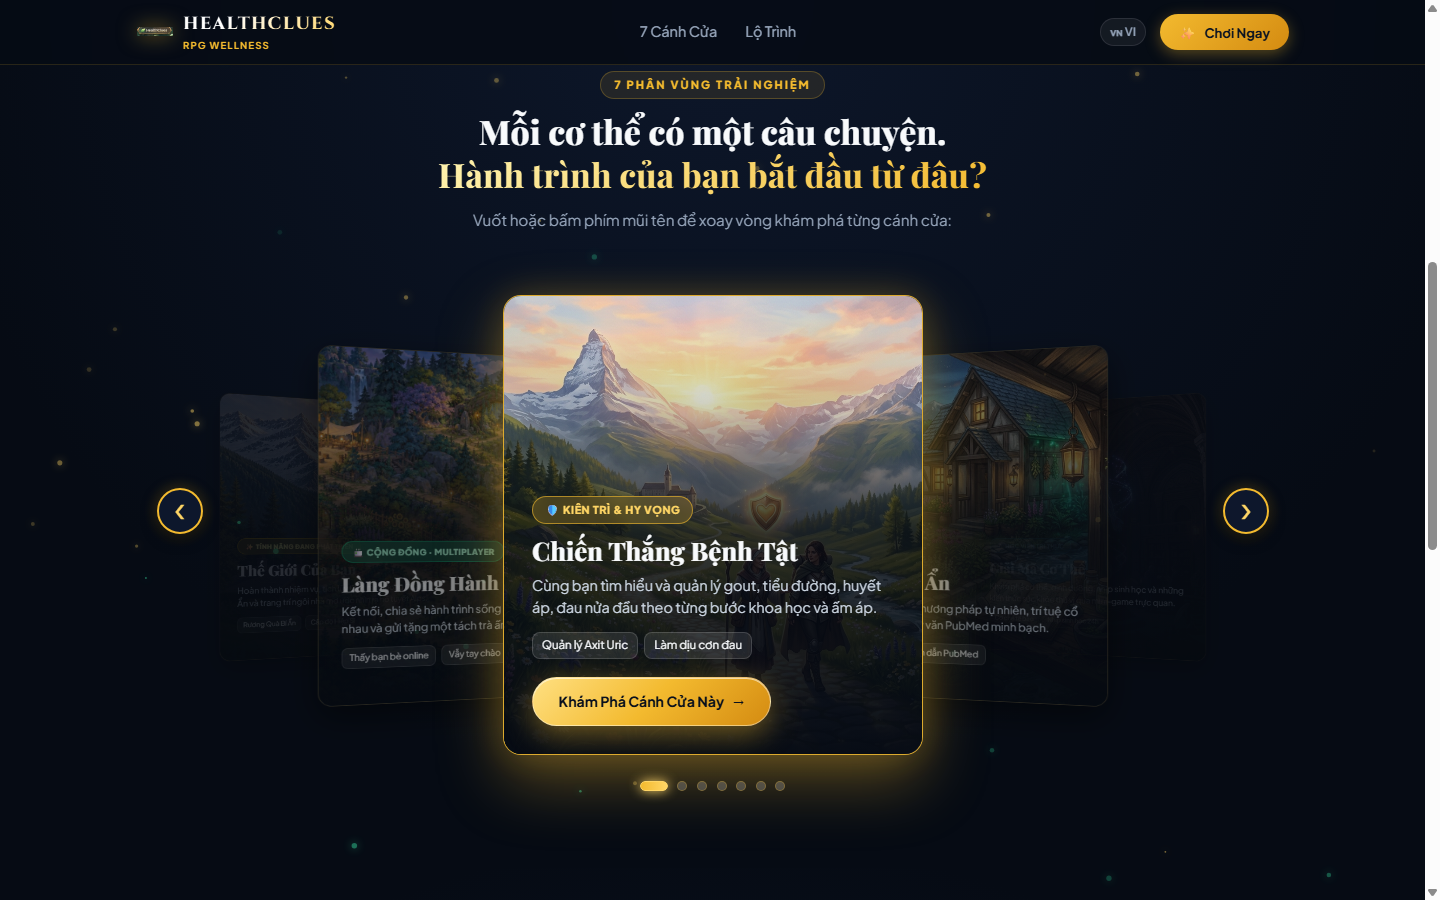 HEALTHCLUES
RPG WELLNESS
7 Cánh Cửa
Lộ Trình
VN VI
Chơi Ngay
7 PHÂN VÙNG TRẢI NGHIỆM
Mỗi cơ thể có một câu chuyện.
Hành trình của bạn bắt đầu từ đâu?
Vuốt hoặc bấm phím mũi tên để xoay vòng khám phá từng cánh cửa:
Thế Giới Của
CỘNG ĐỒNG - MULTIPLAYER
Làng Đồng Hành
Kết nối, chia sẻ hành trình sống
nhau và gửi tặng một tách trà
Thấy bạn bè online
Vẫy tay chào
KIÊN TRÌ & HY VỌNG
Chiến Thắng Bệnh Tật
Cùng bạn tìm hiểu và quản lý gout, tiểu đường, huyết
áp, đau nửa đầu theo từng bước khoa học và ấm áp.
Quản lý Axit Uric
Làm dịu cơn đau
Khám Phá Cánh Cửa Này →
Ẩn
pháp tự nhiên, trí tuệ cổ
văn PubMed minh bạch.
dẫn PubMed